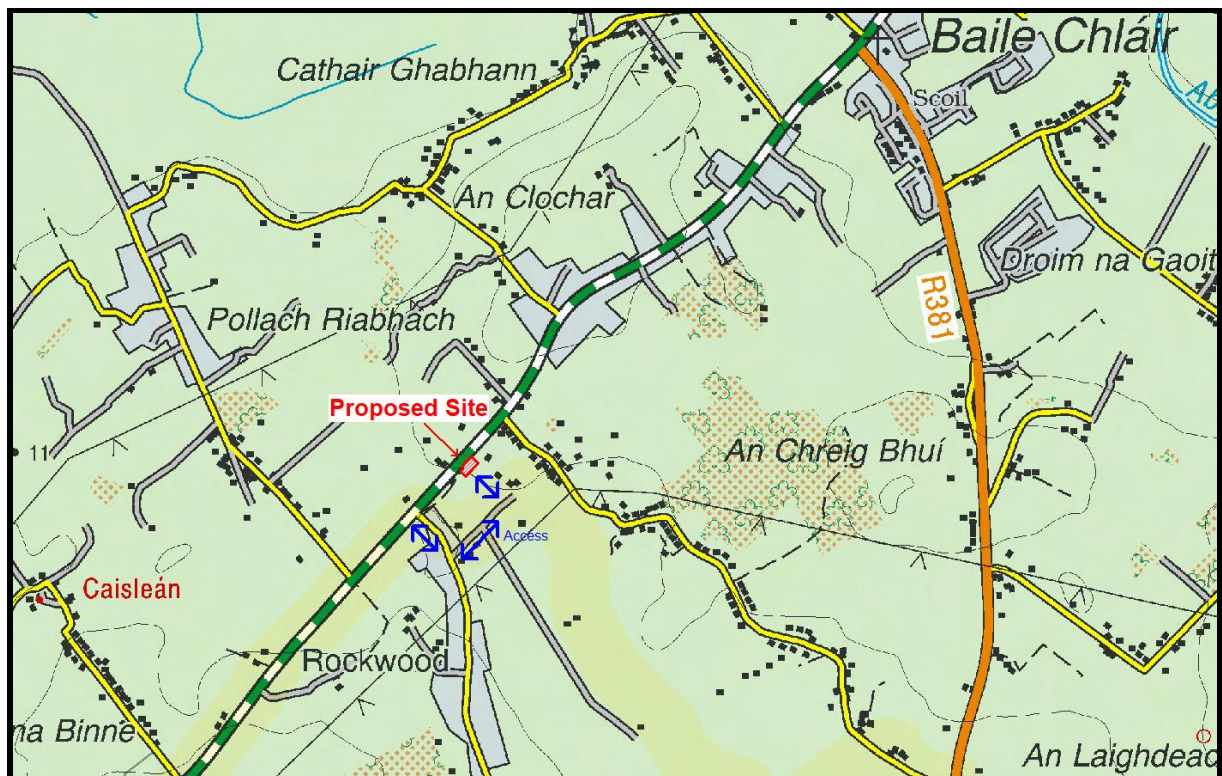 Baile Chláir
Cathair Ghabhann
Scoil
Ab
An Clochar
Droim na Gaoit
R381
Pollach Riabhach
Proposed Site
11
An Chreig Bhuí
Access
Caisleán
Rockwood
na Binne
An Laighdeac